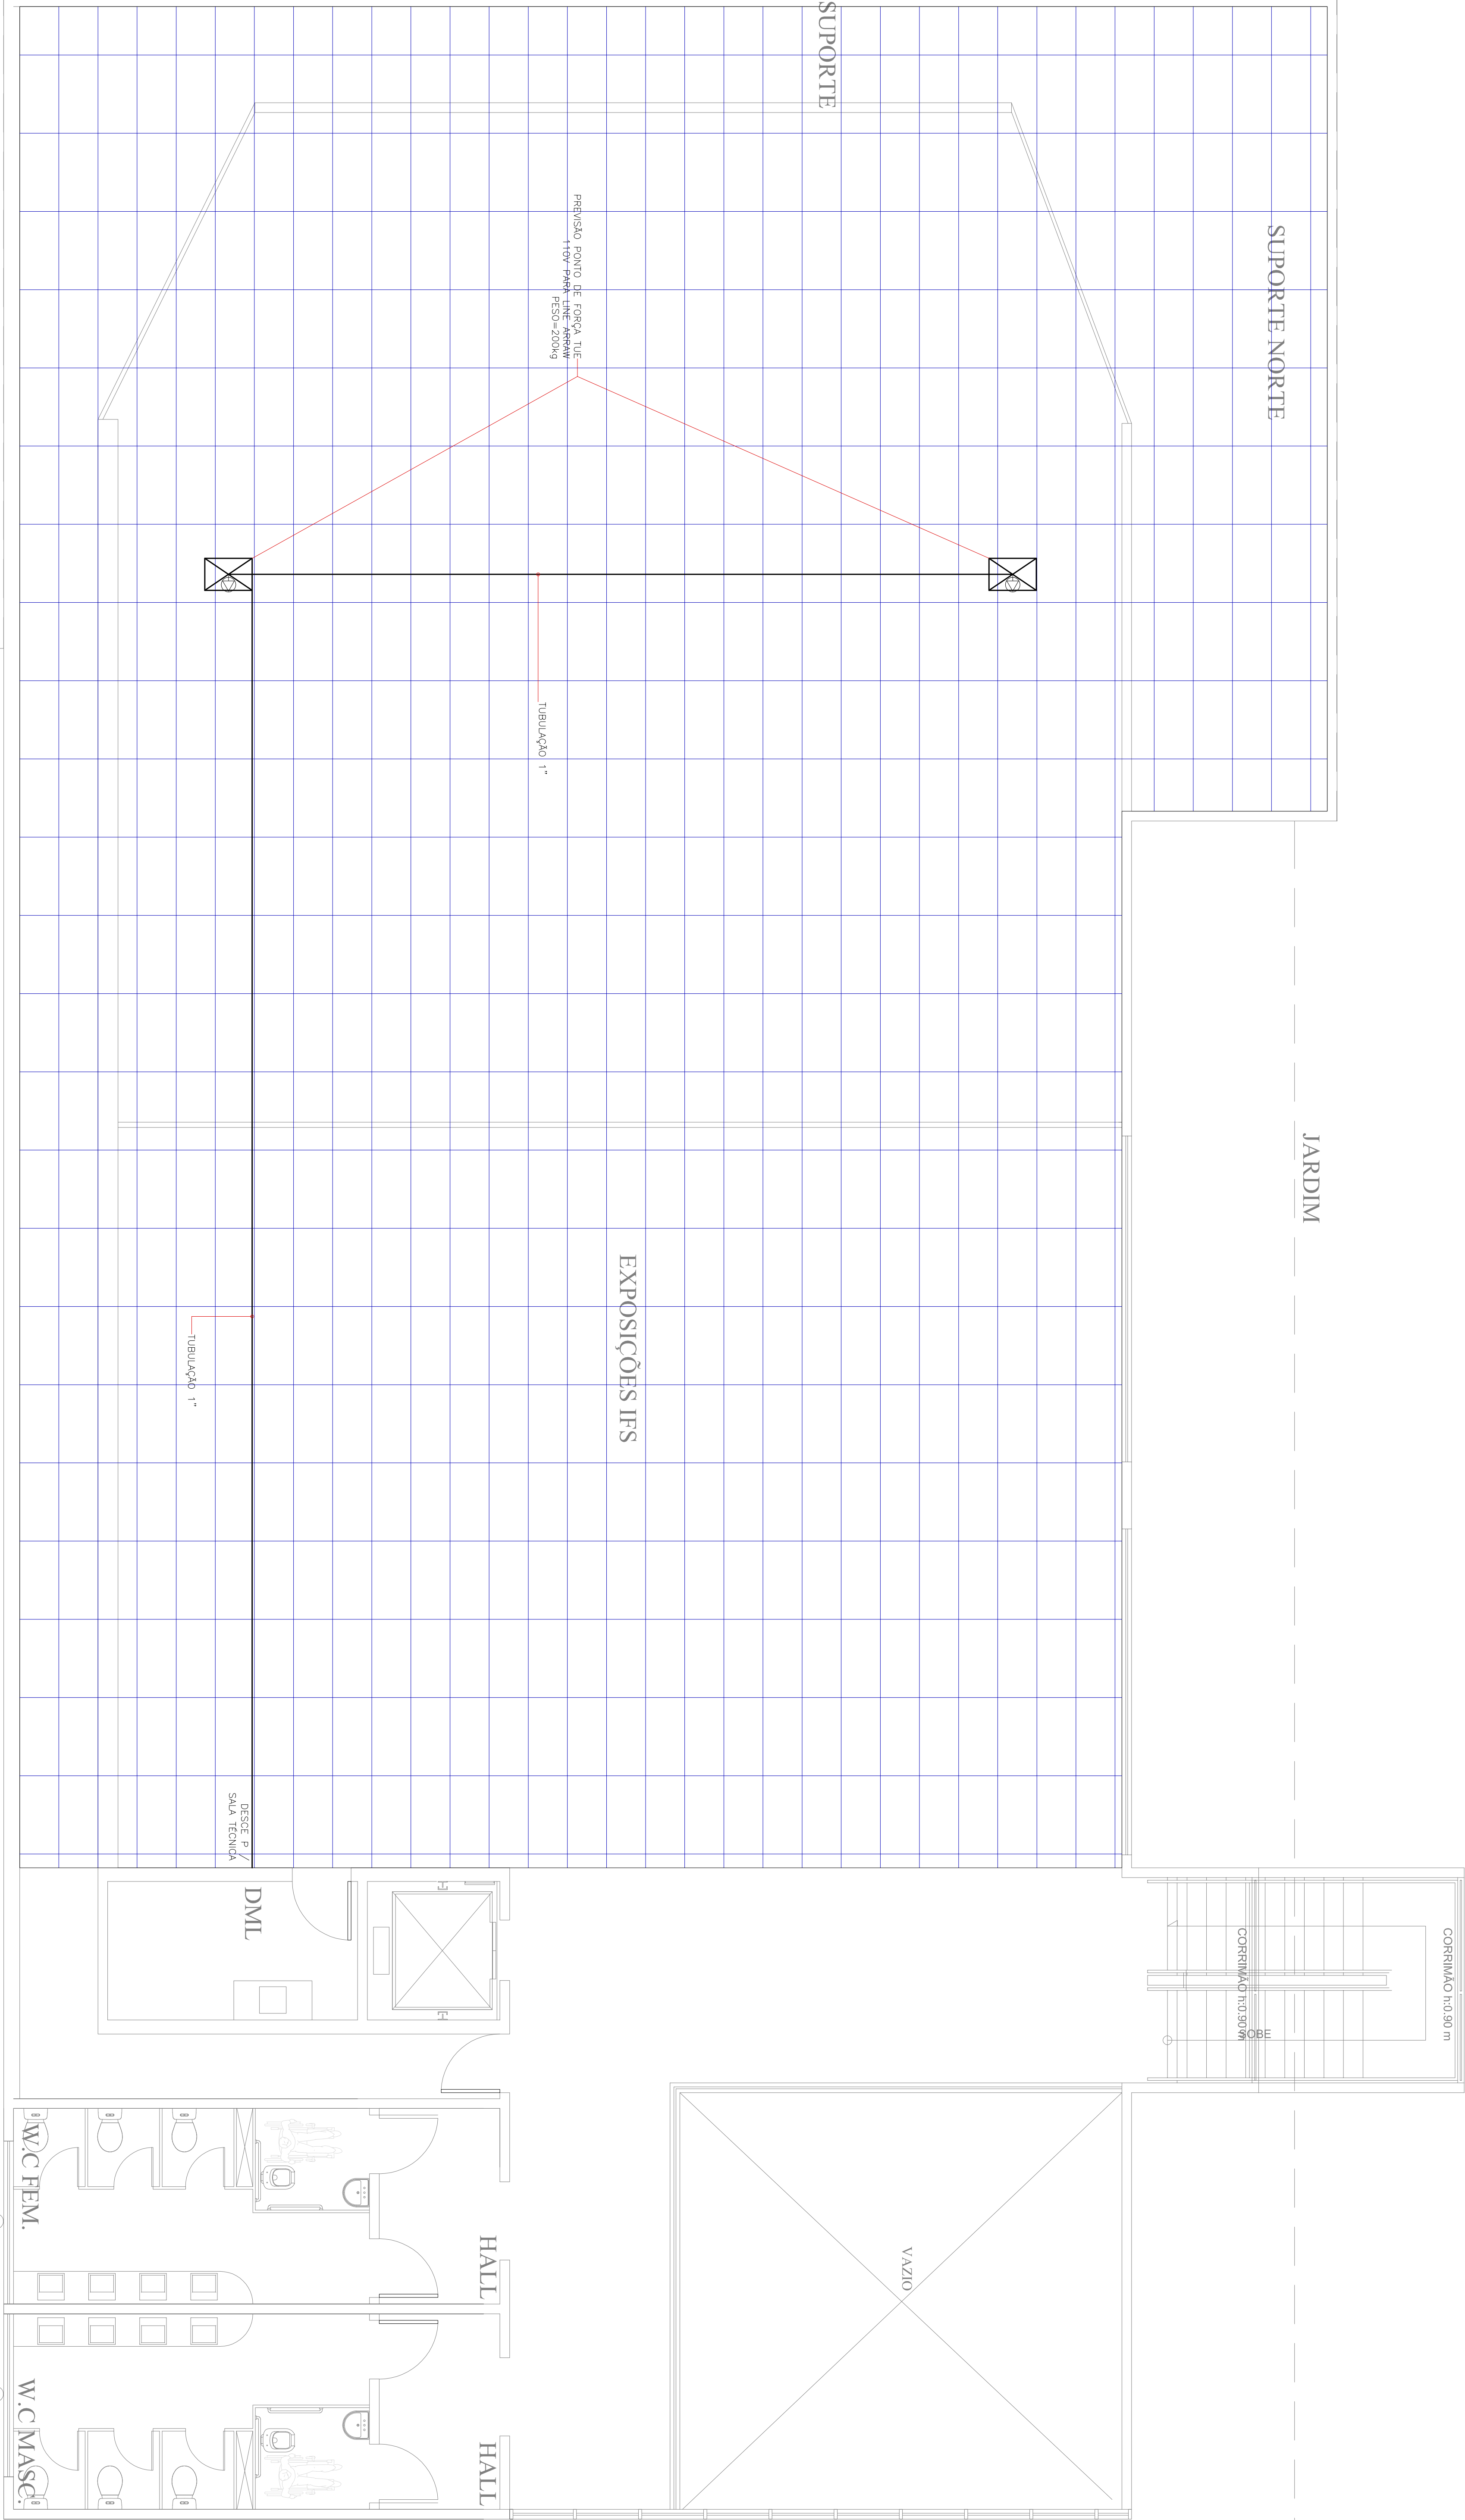 SUPORTE
SUPORTE NORTE
PREVISÃO PONTO DE FORÇA TUE
110V PARA LINE ARRAW
PESO=200kg
TUBULAÇÃO 1"
JARDIM
EXPOSIÇÕES IFS
TUBULAÇÃO 1"
DESCE P
SALA TÉCNICA
DML
CORRIMÃO h:0.90 m
CORRIMÃO h:0.90 m
SOBE
W.C FEM.
HALL
VAZIO
W.C MASC.
HALL